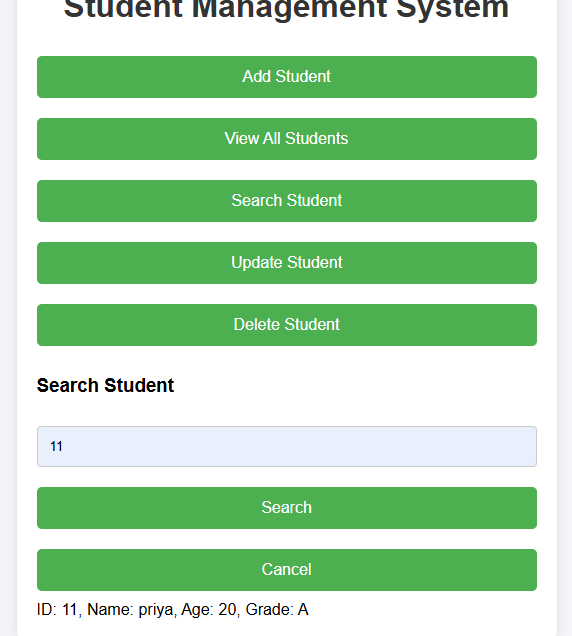 Student Management System
Add Student
View All Students
Search Student
Update Student
Delete Student
Search Student
11
Search
Cancel
ID: 11, Name: priya, Age: 20, Grade: A